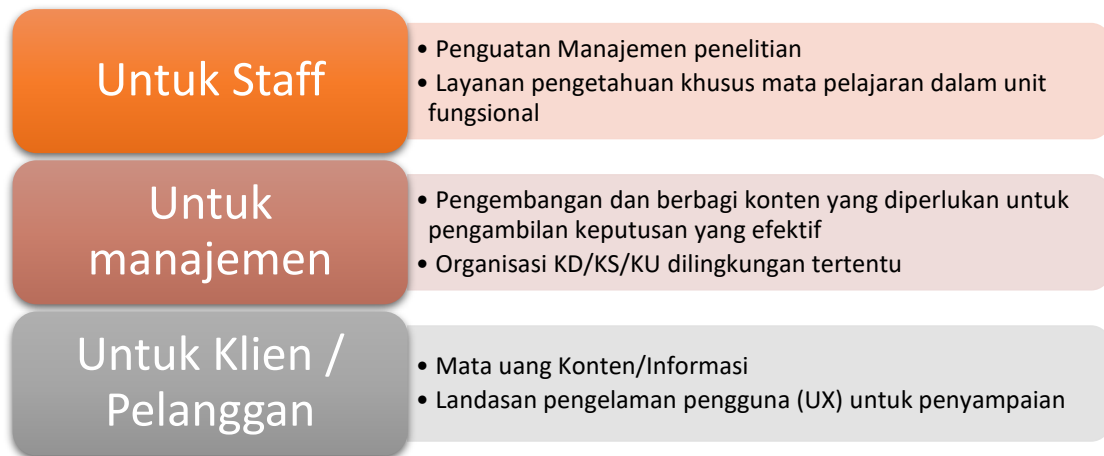 Untuk Staff
• Penguatan Manajemen penelitian
• Layanan pengetahuan khusus mata pelajaran dalam unit
fungsional
Untuk
manajemen
• Pengembangan dan berbagi konten yang diperlukan untuk
pengambilan keputusan yang efektif
• Organisasi KD/KS/KU dilingkungan tertentu
Untuk Klien /
Pelanggan
• Mata uang Konten/Informasi
• Landasan pengelaman pengguna (UX) untuk penyampaian